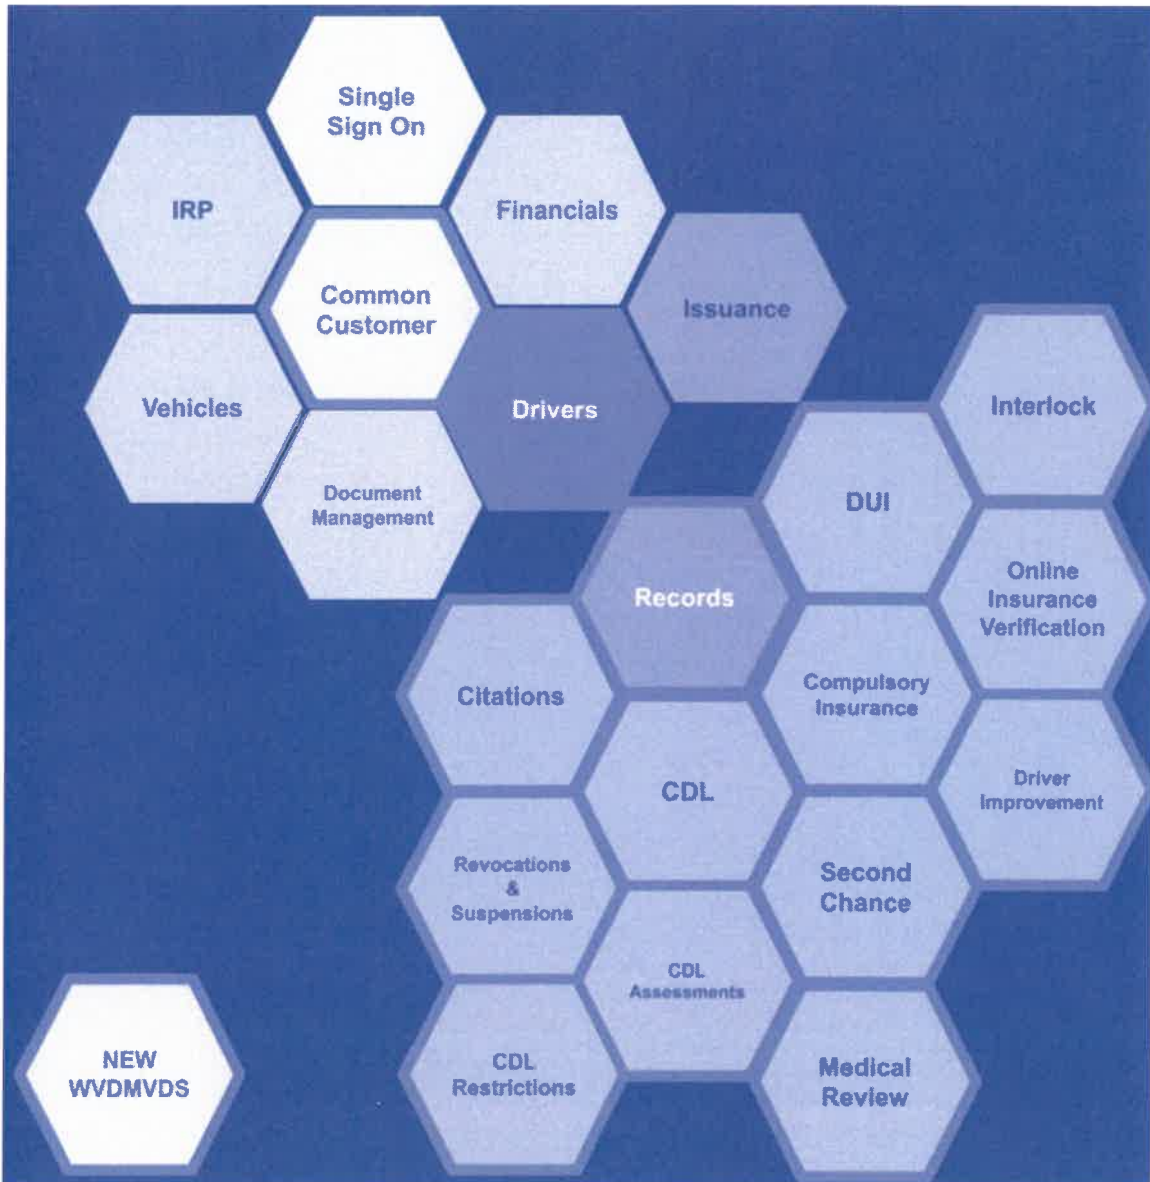 Single
Sign On
IRP
Financials
Common
Customer
Issuance
Vehicles
Drivers
Interlock
Document
Management
DUI
Records
Online
Insurance
Verification
Citations
Compulsory
Insurance
CDL
Driver
Improvement
Revocations
&
Suspensions
Second
Chance
CDL
Assessments
NEW
WVDMVDS
CDL
Restrictions
Medical
Review